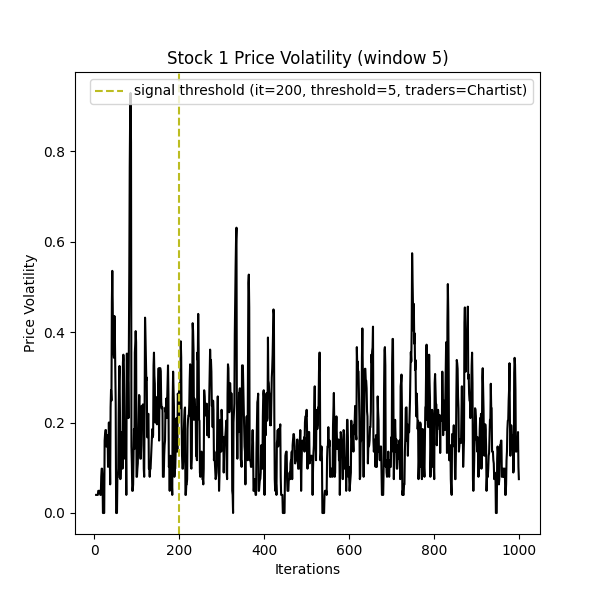 Stock 1 Price Volatility (window 5)
signal threshold (it=200, threshold=5, traders=Chartist)
Price Volatility
0.8
0.6
0.4
0.2
0.0
0 200 400 600 800 1000
Iterations